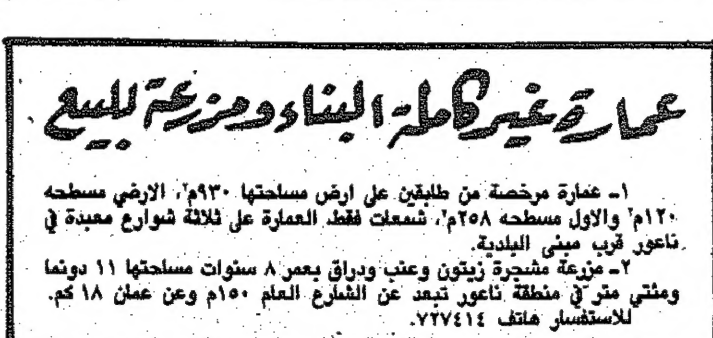 عمارة غير كاملة البناء ومزرعة للبيع
١ـ عمارة مرخصة من طابقين على ارض مساحتها ٩٣٠م٢، الارضي مسطحه
١٢٠م٢ والاول مسطحه ٢٥٨م٢، شمعات فقط. العمارة على ثلاثة شوارع معبدة في
ناعور قرب مبنى البلدية.
٢ـ مزرعة مشجرة زيتون وعنب ودراق بعمر ٨ سنوات مساحتها ١١ دونما
ومئتي متر في منطقة ناعور تبعد عن الشارع العام ١٥٠م وعن عمان ١٨ كم.
للاستفسار هاتف ٧٢٧٤١٤.